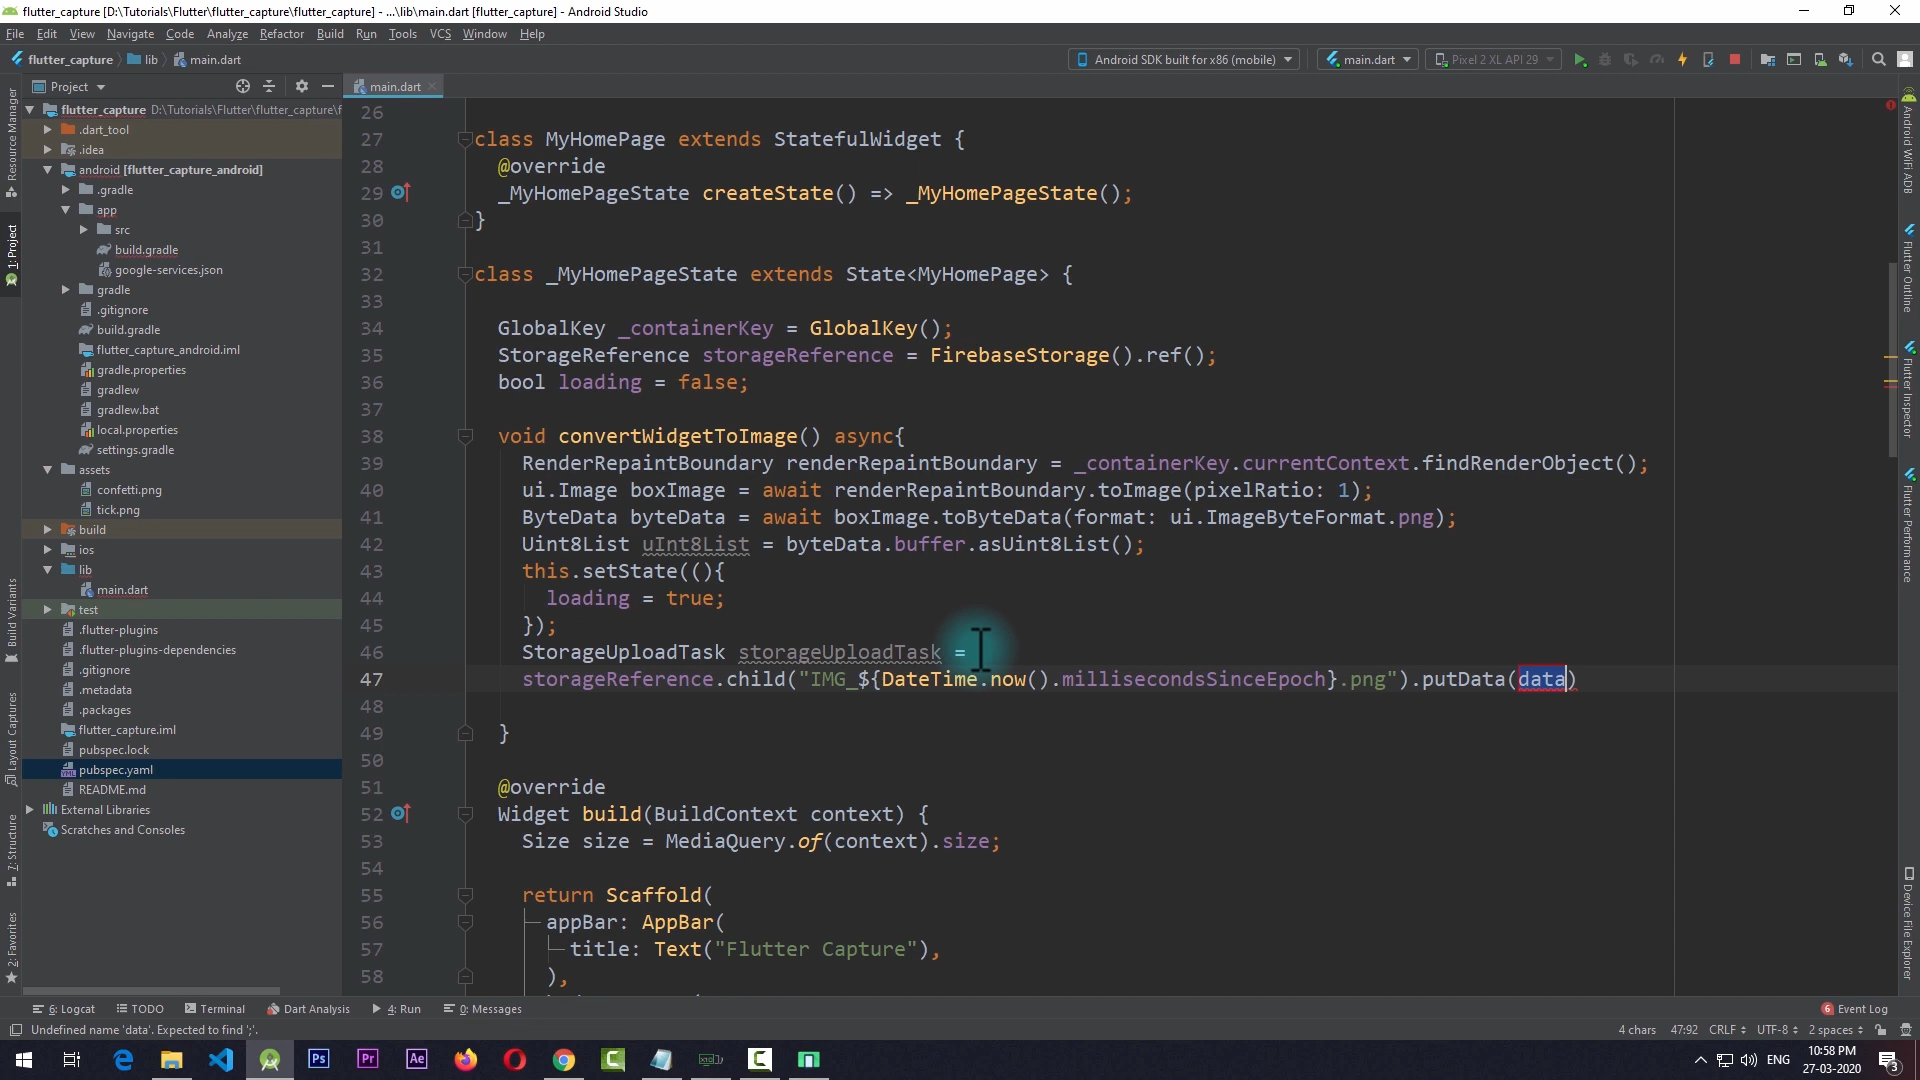 flutter_capture [D:\Tutorials\Flutter\flutter_capture\flutter_capture] - ...\lib\main.dart [flutter_capture] - Android Studio
File Edit View Navigate Code Analyze Refactor Build Run Tools VCS Window Help
flutter_capture lib main.dart Android SDK built for x86 (mobile) main.dart Pixel 2 XL API 29
Project main.dart
flutter_capture D:\Tutorials\Flutter\flutter_capture\f
.dart_tool
.idea
android [flutter_capture_android]
.gradle
app
src
build.gradle
google-services.json
gradle
.gitignore
build.gradle
flutter_capture_android.iml
gradle.properties
gradlew
gradlew.bat
local.properties
settings.gradle
assets
confetti.png
tick.png
build
ios
lib
main.dart
test
.flutter-plugins
.flutter-plugins-dependencies
.gitignore
.metadata
.packages
flutter_capture.iml
pubspec.lock
pubspec.yaml
README.md
External Libraries
Scratches and Consoles
Resource Manager
1: Project
Build Variants
Layout Captures
7: Structure
2: Favorites
26
27 class MyHomePage extends StatefulWidget {
28 @override
29 _MyHomePageState createState() => _MyHomePageState();
30 }
31
32 class _MyHomePageState extends State<MyHomePage> {
33
34 GlobalKey _containerKey = GlobalKey();
35 StorageReference storageReference = FirebaseStorage().ref();
36 bool loading = false;
37
38 void convertWidgetToImage() async{
39 RenderRepaintBoundary renderRepaintBoundary = _containerKey.currentContext.findRenderObject();
40 ui.Image boxImage = await renderRepaintBoundary.toImage(pixelRatio: 1);
41 ByteData byteData = await boxImage.toByteData(format: ui.ImageByteFormat.png);
42 Uint8List uInt8List = byteData.buffer.asUint8List();
43 this.setState((){
44 loading = true;
45 });
46 StorageUploadTask storageUploadTask =
47 storageReference.child("IMG_${DateTime.now().millisecondsSinceEpoch}.png").putData(data)
48
49 }
50
51 @override
52 Widget build(BuildContext context) {
53 Size size = MediaQuery.of(context).size;
54
55 return Scaffold(
56 appBar: AppBar(
57 title: Text("Flutter Capture"),
58 ),
Android WiFi ADB
Flutter Outline
Flutter Inspector
Flutter Performance
Device File Explorer
6: Logcat TODO Terminal Dart Analysis 4: Run 0: Messages 6 Event Log
Undefined name 'data'. Expected to find ';'. 4 chars 47:92 CRLF UTF-8 2 spaces
Ps Pr Ae ENG 10:58 PM
27-03-2020 3